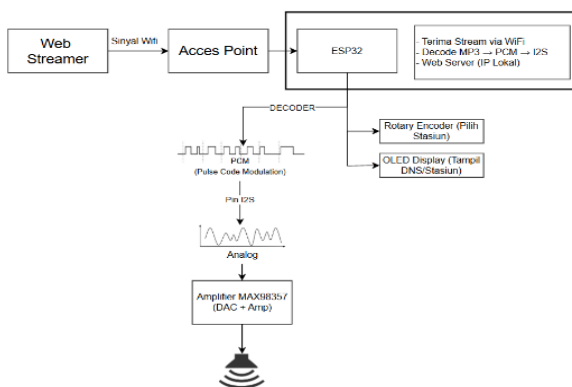 Web
Streamer
Sinyal Wifi
Acces Point
ESP32
- Terima Stream via WiFi
- Decode MP3 → PCM → I2S
- Web Server (IP Lokal)
DECODER
Rotary Encoder (Pilih
Stasiun)
OLED Display (Tampil
DNS/Stasiun)
PCM
(Pulse Code Modulation)
Pin I2S
Analog
Amplifier MAX98357
(DAC + Amp)